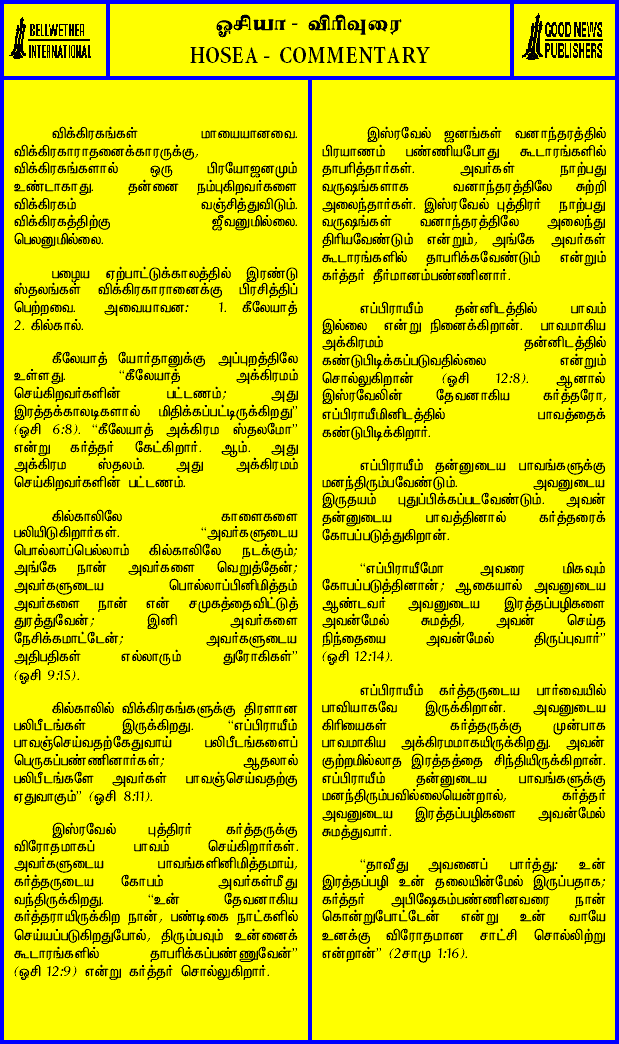 BELLWETHER
INTERNATIONAL
ஓசியா - விரிவுரை
HOSEA - COMMENTARY
GOOD NEWS
PUBLISHERS
விக்கிரகங்கள் மாயையானவை.
விக்கிரகாராதனைக்காரருக்கு,
விக்கிரகங்களால் ஒரு பிரயோஜனமும்
உண்டாகாது. தன்னை நம்புகிறவர்களை
விக்கிரகம் வஞ்சித்துவிடும்.
விக்கிரகத்திற்கு ஜீவனுமில்லை.
பெலனுமில்லை.
பழைய ஏற்பாட்டுக்காலத்தில் இரண்டு
ஸ்தலங்கள் விக்கிரகாரானைக்கு பிரசித்திப்
பெற்றவை. அவையாவன: 1. கீலேயாத்
2. கில்கால்.
கீலேயாத் யோர்தானுக்கு அப்புறத்திலே
உள்ளது. “கீலேயாத் அக்கிரமம்
செய்கிறவர்களின் பட்டணம்; அது
இரத்தக்காலடிகளால் மிதிக்கப்பட்டிருக்கிறது”
(ஓசி 6:8). “கீலேயாத் அக்கிரம ஸ்தலமோ”
என்று கர்த்தர் கேட்கிறார். ஆம். அது
அக்கிரம ஸ்தலம். அது அக்கிரமம்
செய்கிறவர்களின் பட்டணம்.
கில்காலிலே காளைகளை
பலியிடுகிறார்கள். “அவர்களுடைய
பொல்லாப்பெல்லாம் கில்காலிலே நடக்கும்;
அங்கே நான் அவர்களை வெறுத்தேன்;
அவர்களுடைய பொல்லாப்பினிமித்தம்
அவர்களை நான் என் சமுகத்தைவிட்டுத்
துரத்துவேன்; இனி அவர்களை
நேசிக்கமாட்டேன்; அவர்களுடைய
அதிபதிகள் எல்லாரும் துரோகிகள்”
(ஓசி 9:15).
கில்காலில் விக்கிரகங்களுக்கு திரளான
பலிபீடங்கள் இருக்கிறது. “எப்பிராயீம்
பாவஞ்செய்வதற்கேதுவாய் பலிபீடங்களைப்
பெருகப்பண்ணினார்கள்; ஆதலால்
பலிபீடங்களே அவர்கள் பாவஞ்செய்வதற்கு
ஏதுவாகும்” (ஓசி 8:11).
இஸ்ரவேல் புத்திரர் கர்த்தருக்கு
விரோதமாகப் பாவம் செய்கிறார்கள்.
அவர்களுடைய பாவங்களினிமித்தமாய்,
கர்த்தருடைய கோபம் அவர்கள்மீது
வந்திருக்கிறது. “உன் தேவனாகிய
கர்த்தராயிருக்கிற நான், பண்டிகை நாட்களில்
செய்யப்படுகிறதுபோல், திரும்பவும் உன்னைக்
கூடாரங்களில் தாபரிக்கப்பண்ணுவேன்”
(ஓசி 12:9) என்று கர்த்தர் சொல்லுகிறார்.
இஸ்ரவேல் ஜனங்கள் வனாந்தரத்தில்
பிரயாணம் பண்ணியபோது கூடாரங்களில்
தாபரித்தார்கள். அவர்கள் நாற்பது
வருஷங்களாக வனாந்தரத்திலே சுற்றி
அலைந்தார்கள். இஸ்ரவேல் புத்திரர் நாற்பது
வருஷங்கள் வனாந்தரத்திலே அலைந்து
திரியவேண்டும் என்றும், அங்கே அவர்கள்
கூடாரங்களில் தாபரிக்கவேண்டும் என்றும்
கர்த்தர் தீர்மானம்பண்ணினார்.
எப்பிராயீம் தன்னிடத்தில் பாவம்
இல்லை என்று நினைக்கிறான். பாவமாகிய
அக்கிரமம் தன்னிடத்தில்
கண்டுபிடிக்கப்படுவதில்லை என்றும்
சொல்லுகிறான் (ஓசி 12:8). ஆனால்
இஸ்ரவேலின் தேவனாகிய கர்த்தரோ,
எப்பிராயீமினிடத்தில் பாவத்தைக்
கண்டுபிடிக்கிறார்.
எப்பிராயீம் தன்னுடைய பாவங்களுக்கு
மனந்திரும்பவேண்டும். அவனுடைய
இருதயம் புதுப்பிக்கப்படவேண்டும். அவன்
தன்னுடைய பாவத்தினால் கர்த்தரைக்
கோபப்படுத்துகிறான்.
“எப்பிராயீமோ அவரை மிகவும்
கோபப்படுத்தினான்; ஆகையால் அவனுடைய
ஆண்டவர் அவனுடைய இரத்தப்பழிகளை
அவன்மேல் சுமத்தி, அவன் செய்த
நிந்தையை அவன்மேல் திருப்புவார்”
(ஓசி 12:14).
எப்பிராயீம் கர்த்தருடைய பார்வையில்
பாவியாகவே இருக்கிறான். அவனுடைய
கிரியைகள் கர்த்தருக்கு முன்பாக
பாவமாகிய அக்கிரமமாகயிருக்கிறது. அவன்
குற்றமில்லாத இரத்தத்தை சிந்தியிருக்கிறான்.
எப்பிராயீம் தன்னுடைய பாவங்களுக்கு
மனந்திரும்பவில்லையென்றால், கர்த்தர்
அவனுடைய இரத்தப்பழிகளை அவன்மேல்
சுமத்துவார்.
“தாவீது அவனைப் பார்த்து: உன்
இரத்தப்பழி உன் தலையின்மேல் இருப்பதாக;
கர்த்தர் அபிஷேகம்பண்ணினவரை நான்
கொன்றுபோட்டேன் என்று உன் வாயே
உனக்கு விரோதமான சாட்சி சொல்லிற்று
என்றான்” (2சாமு 1:16).